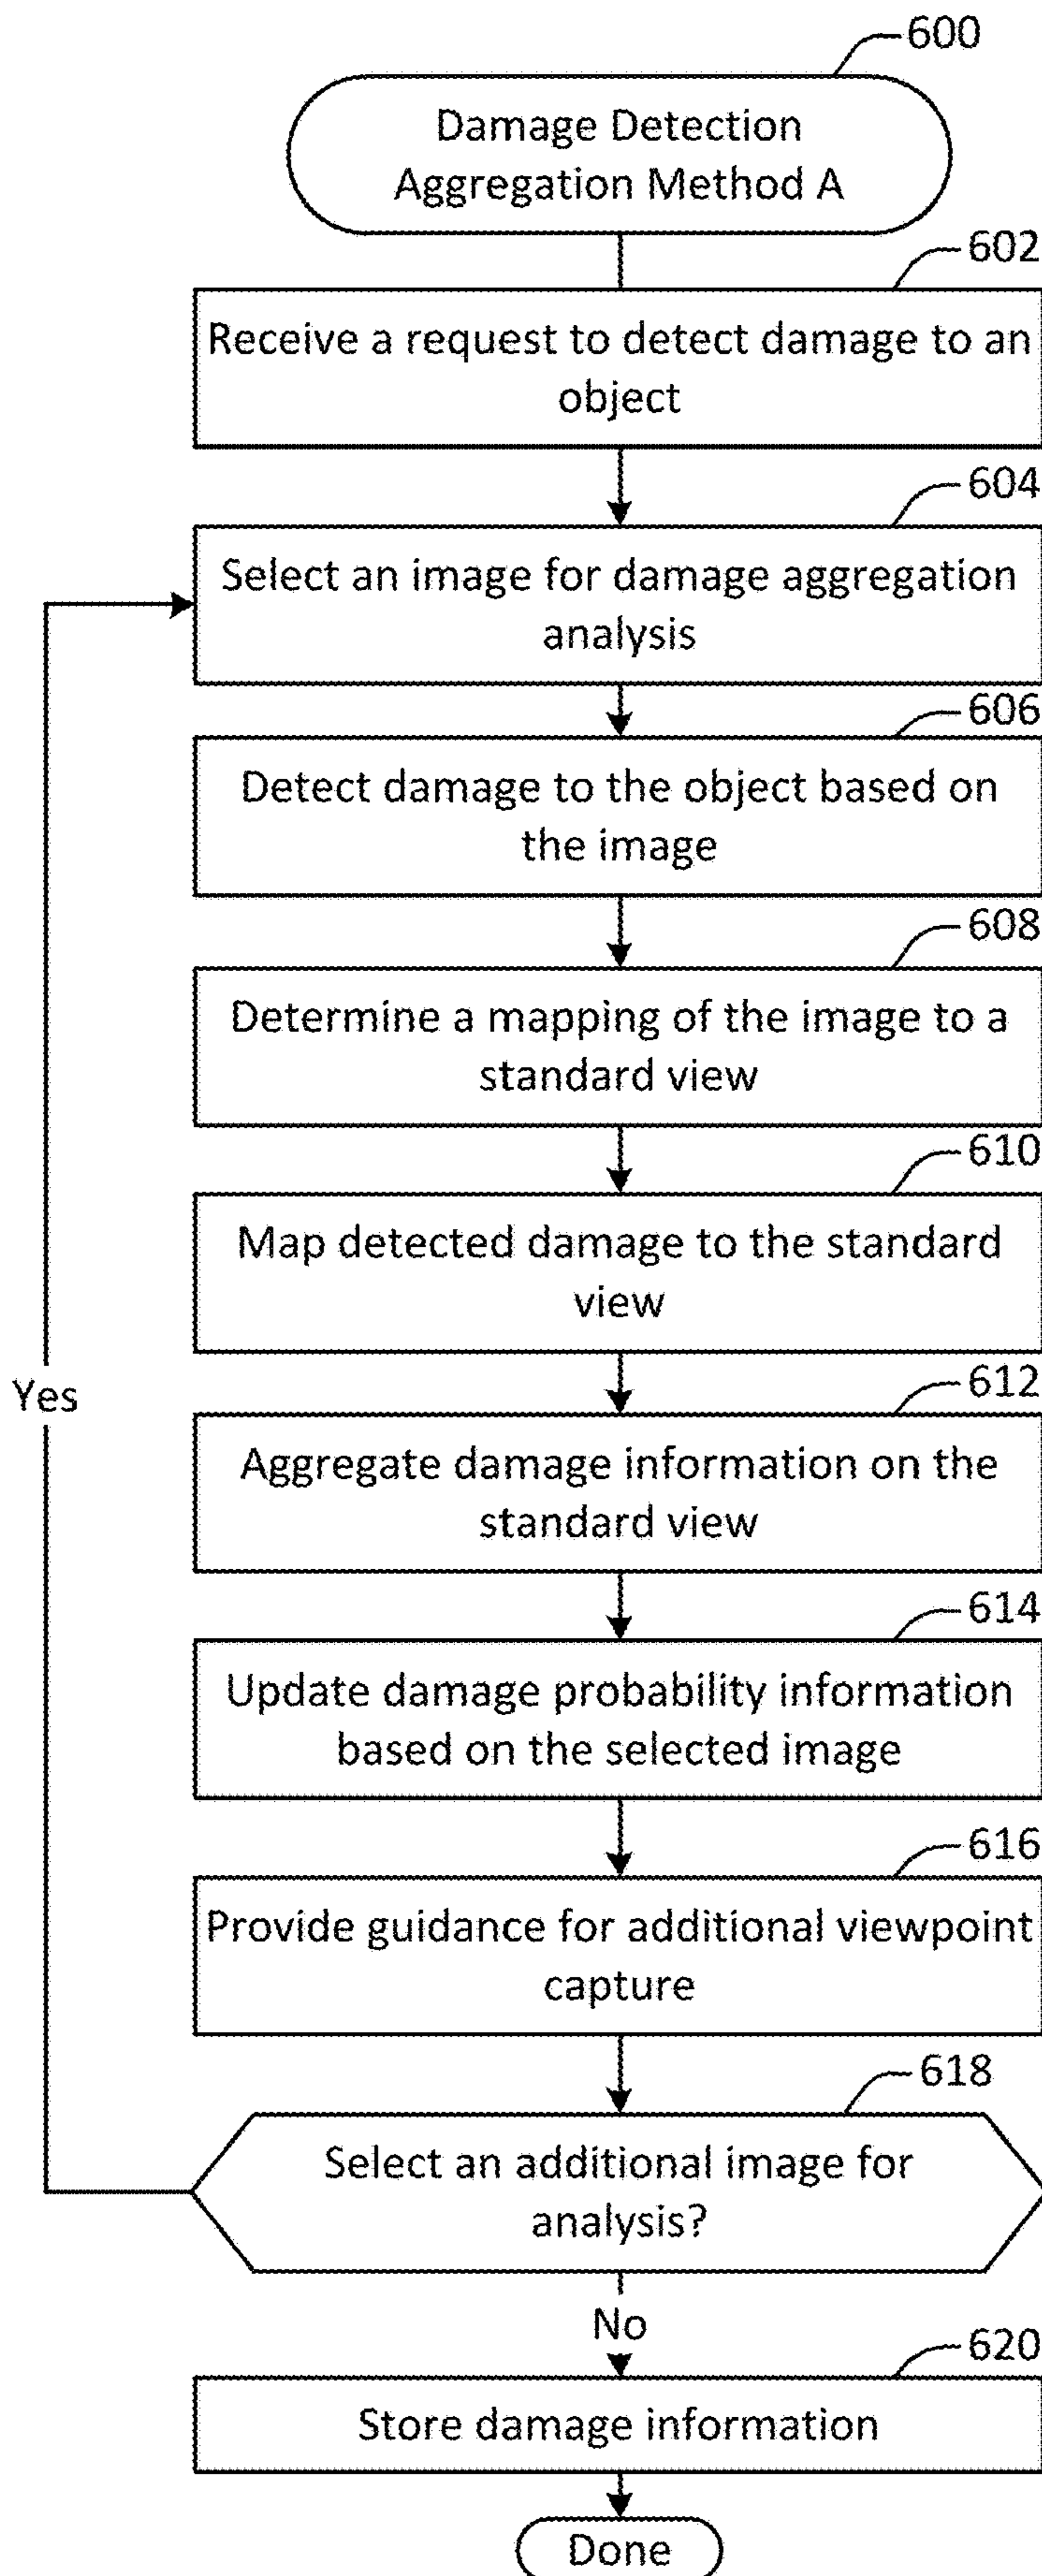 600
Damage Detection
Aggregation Method A
602
Receive a request to detect damage to an
object
604
Select an image for damage aggregation
analysis
606
Detect damage to the object based on
the image
608
Determine a mapping of the image to a
standard view
610
Map detected damage to the standard
view
Yes
612
Aggregate damage information on the
standard view
614
Update damage probability information
based on the selected image
616
Provide guidance for additional viewpoint
capture
618
Select an additional image for
analysis?
No
620
Store damage information
Done